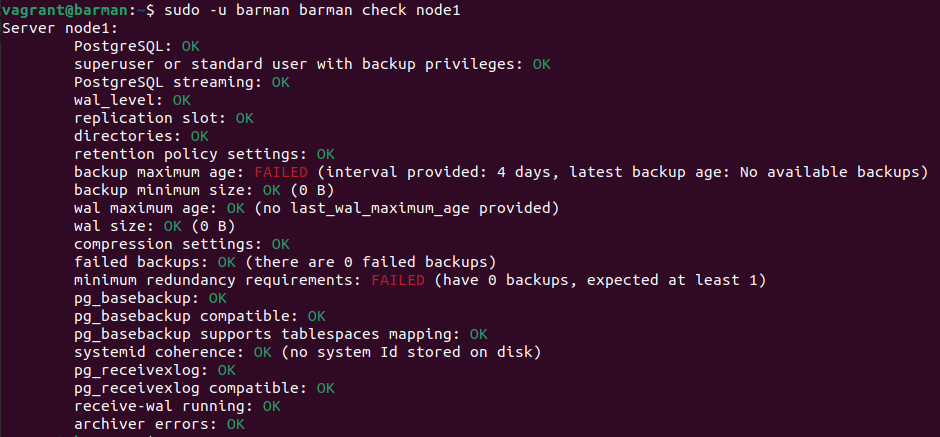 vagrant@barman:~$ sudo -u barman barman check node1
Server node1:
PostgreSQL: OK
superuser or standard user with backup privileges: OK
PostgreSQL streaming: OK
wal_level: OK
replication slot: OK
directories: OK
retention policy settings: OK
backup maximum age: FAILED (interval provided: 4 days, latest backup age: No available backups)
backup minimum size: OK (0 B)
wal maximum age: OK (no last_wal_maximum_age provided)
wal size: OK (0 B)
compression settings: OK
failed backups: OK (there are 0 failed backups)
minimum redundancy requirements: FAILED (have 0 backups, expected at least 1)
pg_basebackup: OK
pg_basebackup compatible: OK
pg_basebackup supports tablespaces mapping: OK
systemid coherence: OK (no system Id stored on disk)
pg_receivexlog: OK
pg_receivexlog compatible: OK
receive-wal running: OK
archiver errors: OK